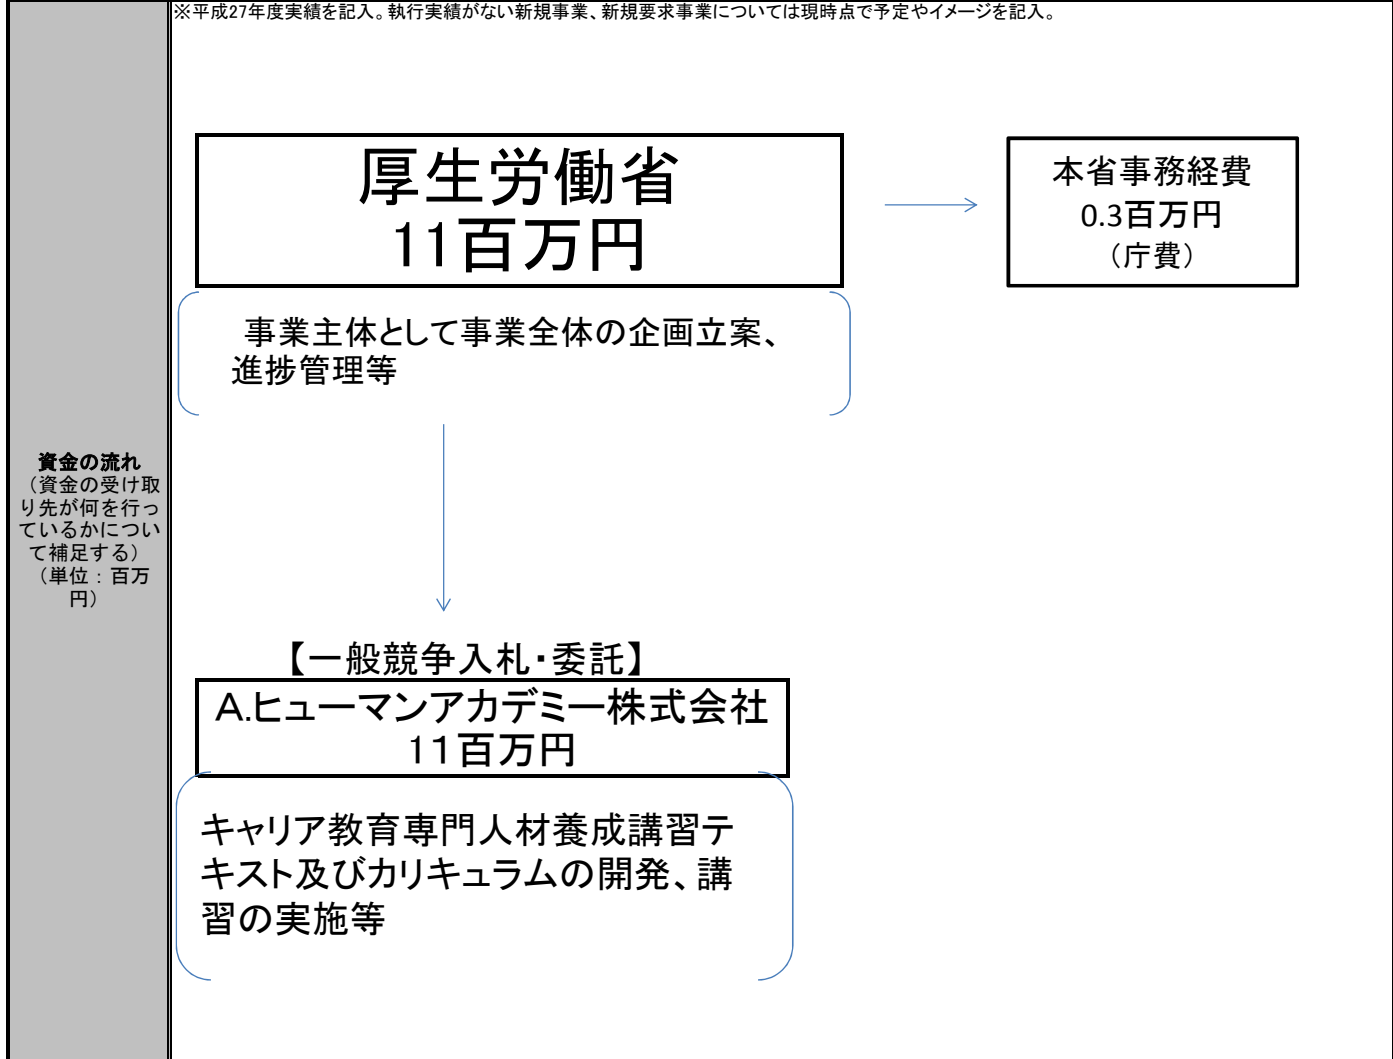 ※平成27年度実績を記入。執行実績がない新規事業、新規要求事業については現時点で予定やイメージを記入。
厚生労働省
11百万円
本省事務経費
0.3百万円
（庁費）
事業主体として事業全体の企画立案、
進捗管理等
資金の流れ
（資金の受け取
り先が何を行っ
ているかについ
て補足する）
（単位：百万
円）
【一般競争入札・委託】
A.ヒューマンアカデミー株式会社
11百万円
キャリア教育専門人材養成講習テ
キスト及びカリキュラムの開発、講
習の実施等